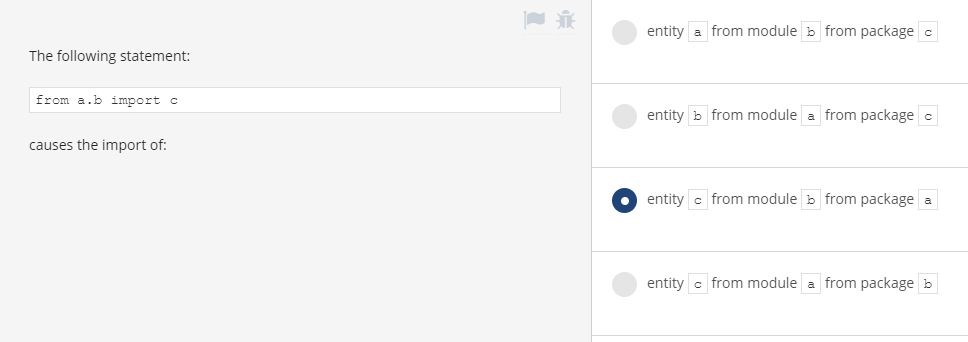 The following statement:
from a.b import c
causes the import of:
entity a from module b from package c
entity b from module a from package c
entity c from module b from package a
entity c from module a from package b